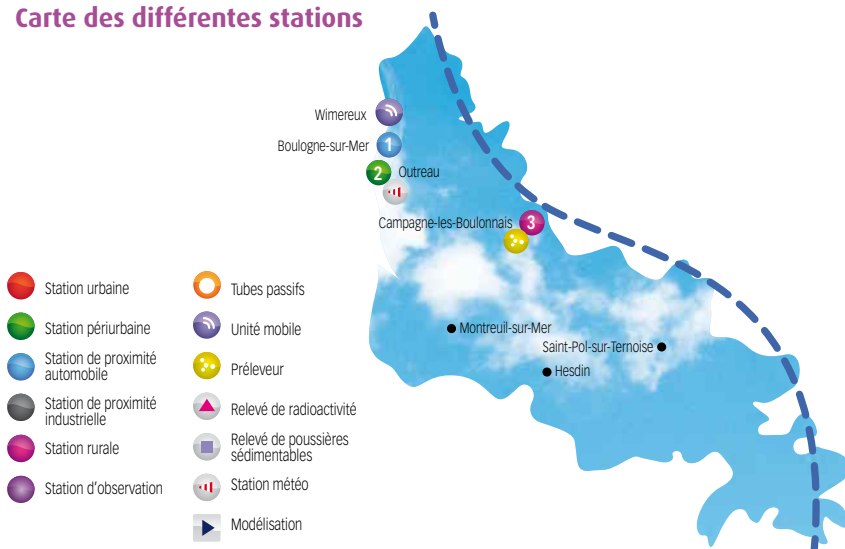 Carte des différentes stations
Wimereux
Boulogne-sur-Mer
1
2
Outreau
Campagne-les-Boulonnais
3
Montreuil-sur-Mer
Saint-Pol-sur-Ternoise
Hesdin
Station urbaine
Station périurbaine
Station de proximité
automobile
Station de proximité
industrielle
Station rurale
Station d'observation
Tubes passifs
Unité mobile
Préleveur
Relevé de radioactivité
Relevé de poussières
sédimentables
Station météo
Modélisation